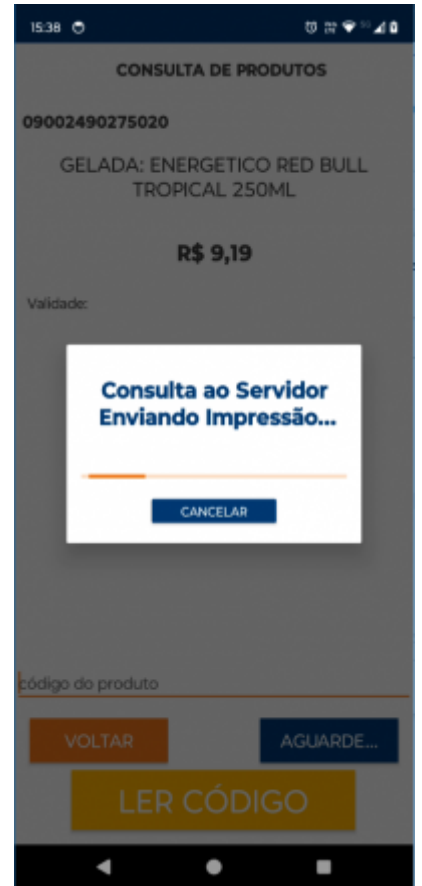 15:38
CONSULTA DE PRODUTOS
09002490275020
GELADA: ENERGETICO RED BULL
TROPICAL 250ML
R$ 9,19
Validade:
Consulta ao Servidor
Enviando Impressão...
CANCELAR
código do produto
VOLTAR
AGUARDE...
LER CÓDIGO